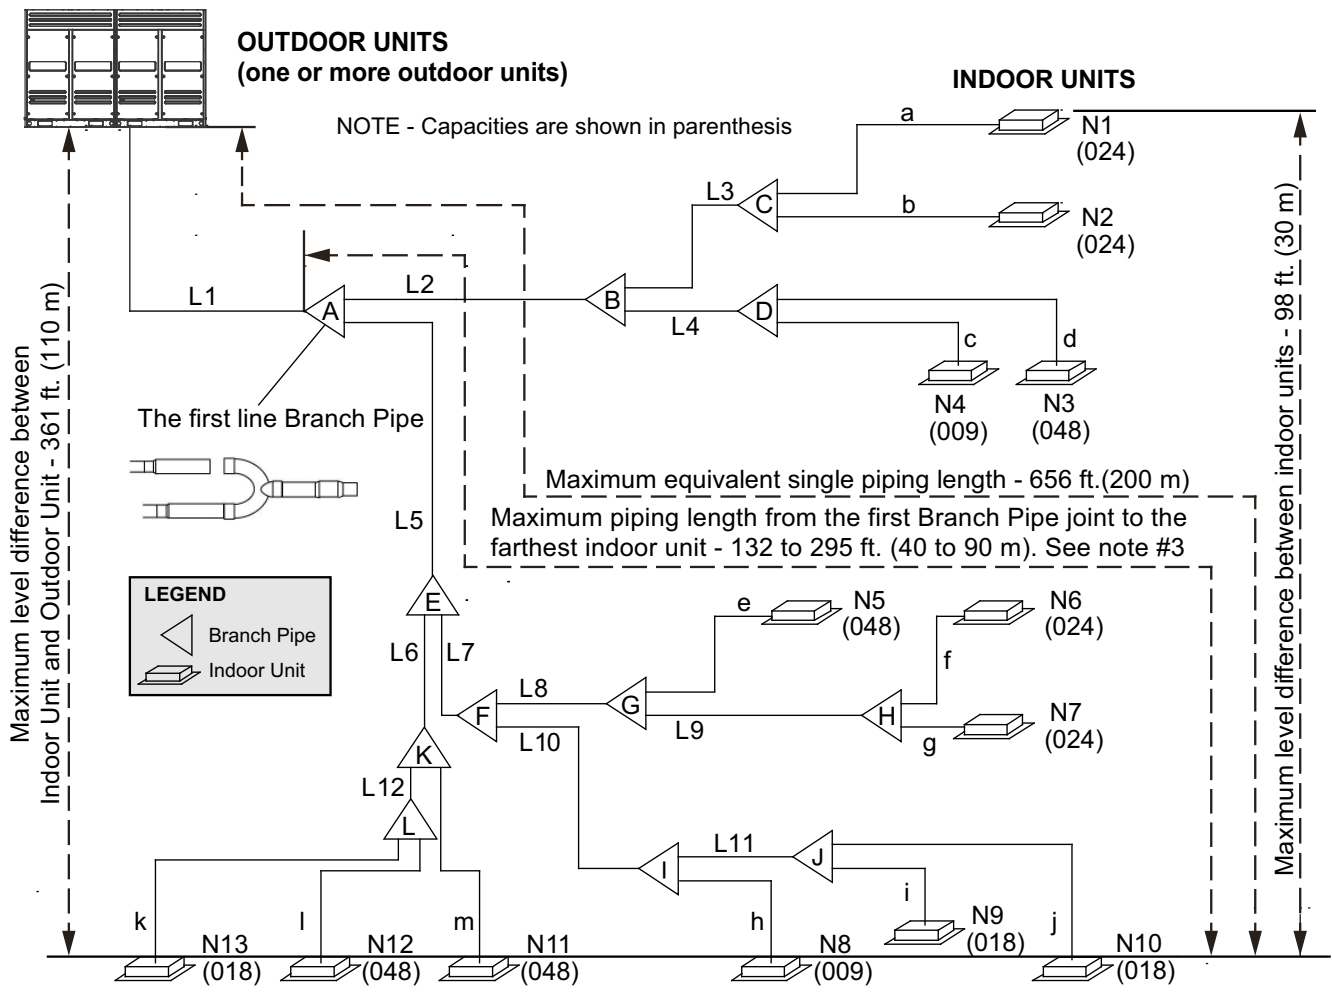 OUTDOOR UNITS
(one or more outdoor units)
INDOOR UNITS
NOTE - Capacities are shown in parenthesis
a
N1
(024)
L3
C
b
N2
(024)
L1
A
L2
B
L4
D
c
d
N4
(009)
N3
(048)
The first line Branch Pipe
Maximum equivalent single piping length - 656 ft.(200 m)
Maximum piping length from the first Branch Pipe joint to the
farthest indoor unit - 132 to 295 ft. (40 to 90 m). See note #3
L5
LEGEND
Branch Pipe
Indoor Unit
E
e
N5
(048)
N6
(024)
L6
L7
f
L8
G
F
L10
L9
H
g
N7
(024)
K
L12
L
L11
J
I
i
N9
(018)
k
l
m
h
j
N13
(018)
N12
(048)
N11
(048)
N8
(009)
N10
(018)
Maximum level difference between
Indoor Unit and Outdoor Unit - 361 ft. (110 m)
Maximum level difference between indoor units - 98 ft. (30 m)